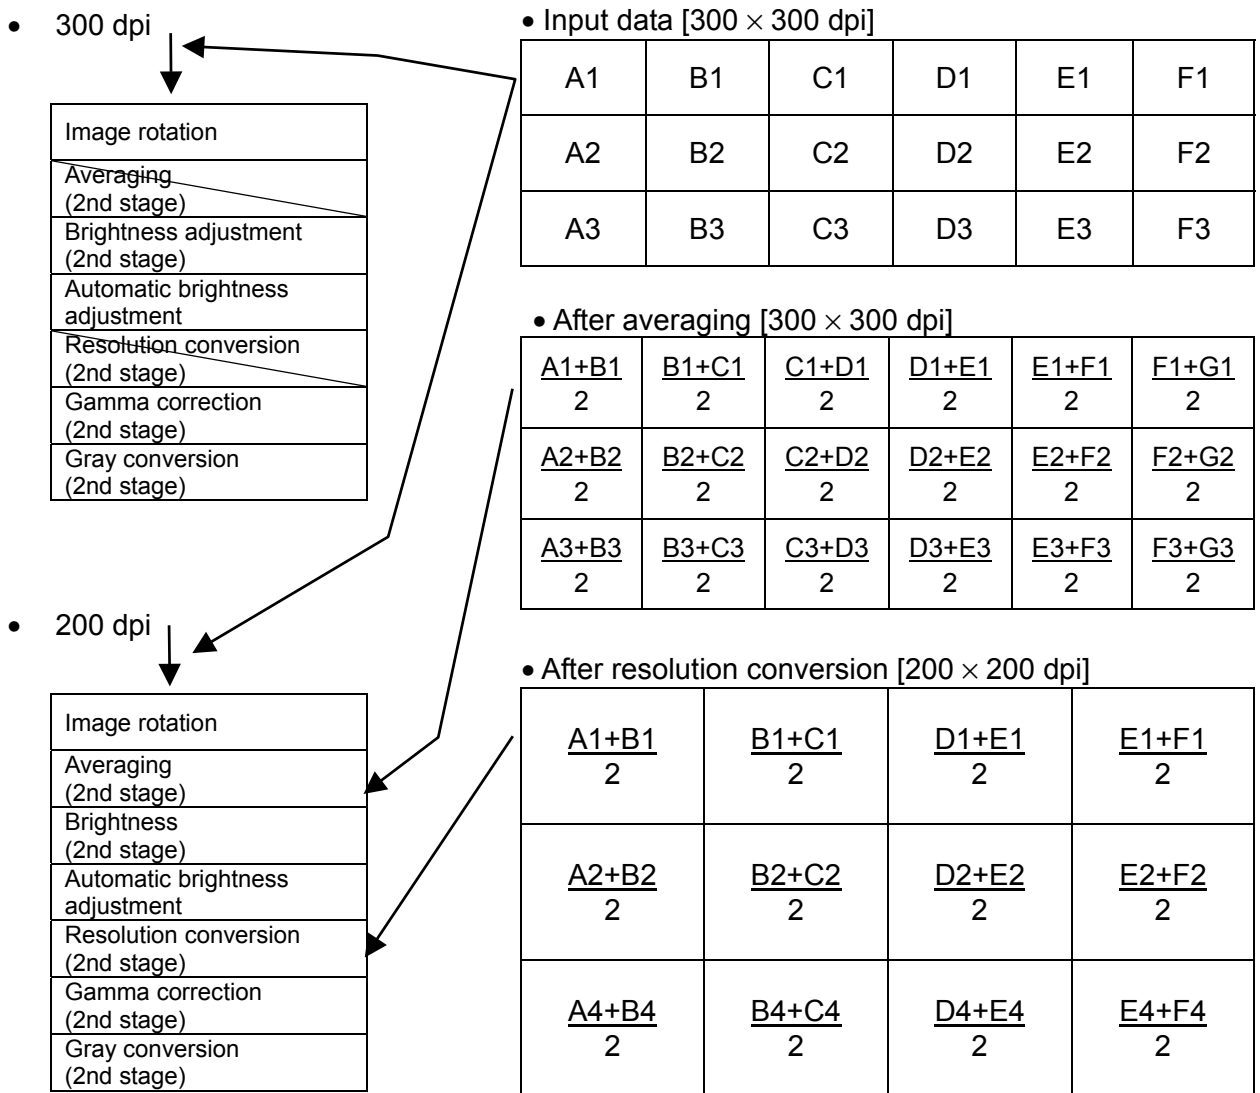 • 300 dpi
Image rotation
Averaging
(2nd stage)
Brightness adjustment
(2nd stage)
Automatic brightness
adjustment
Resolution conversion
(2nd stage)
Gamma correction
(2nd stage)
Gray conversion
(2nd stage)
• Input data [300 × 300 dpi]
A1 B1 C1 D1 E1 F1
A2 B2 C2 D2 E2 F2
A3 B3 C3 D3 E3 F3
• After averaging [300 × 300 dpi]
A1+B1 B1+C1 C1+D1 D1+E1 E1+F1 F1+G1
2 2 2 2 2 2
A2+B2 B2+C2 C2+D2 D2+E2 E2+F2 F2+G2
2 2 2 2 2 2
A3+B3 B3+C3 C3+D3 D3+E3 E3+F3 F3+G3
2 2 2 2 2 2
• 200 dpi
Image rotation
Averaging
(2nd stage)
Brightness
(2nd stage)
Automatic brightness
adjustment
Resolution conversion
(2nd stage)
Gamma correction
(2nd stage)
Gray conversion
(2nd stage)
• After resolution conversion [200 × 200 dpi]
A1+B1 B1+C1 D1+E1 E1+F1
2 2 2 2
A2+B2 B2+C2 D2+E2 E2+F2
2 2 2 2
A4+B4 B4+C4 D4+E4 E4+F4
2 2 2 2